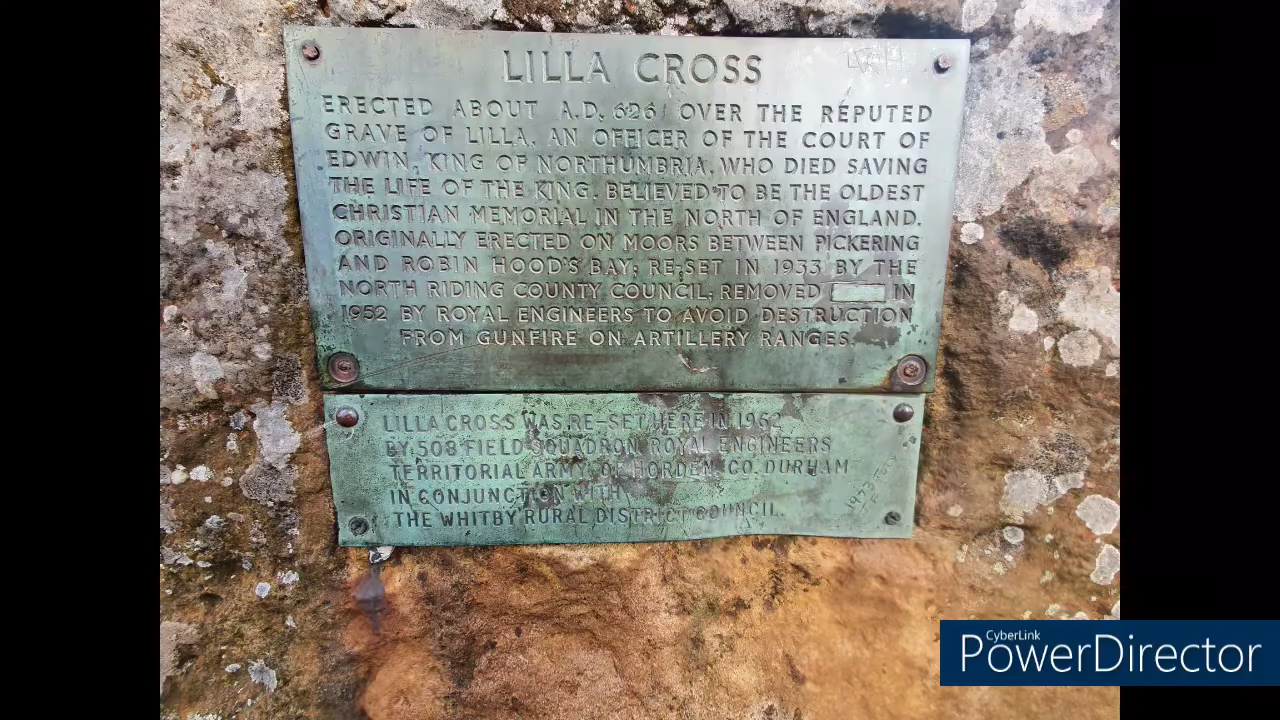 LILLA CROSS
ERECTED ABOUT A.D. 626 OVER THE REPUTED
GRAVE OF LILLA, AN OFFICER OF THE COURT OF
EDWIN, KING OF NORTHUMBRIA, WHO DIED SAVING
THE LIFE OF THE KING. BELIEVED TO BE THE OLDEST
CHRISTIAN MEMORIAL IN THE NORTH OF ENGLAND.
ORIGINALLY ERECTED ON MOORS BETWEEN PICKERING
AND ROBIN HOOD'S BAY; RE-SET IN 1933 BY THE
NORTH RIDING COUNTY COUNCIL; REMOVED IN
1952 BY ROYAL ENGINEERS TO AVOID DESTRUCTION
FROM GUNFIRE ON ARTILLERY RANGES.
LILLA CROSS WAS RE-SET HERE IN 1962
BY 508 FIELD SQUADRON ROYAL ENGINEERS
TERRITORIAL ARMY, OF HORDEN, CO. DURHAM
IN CONJUNCTION WITH
THE WHITBY RURAL DISTRICT COUNCIL.
1973
CyberLink
PowerDirector